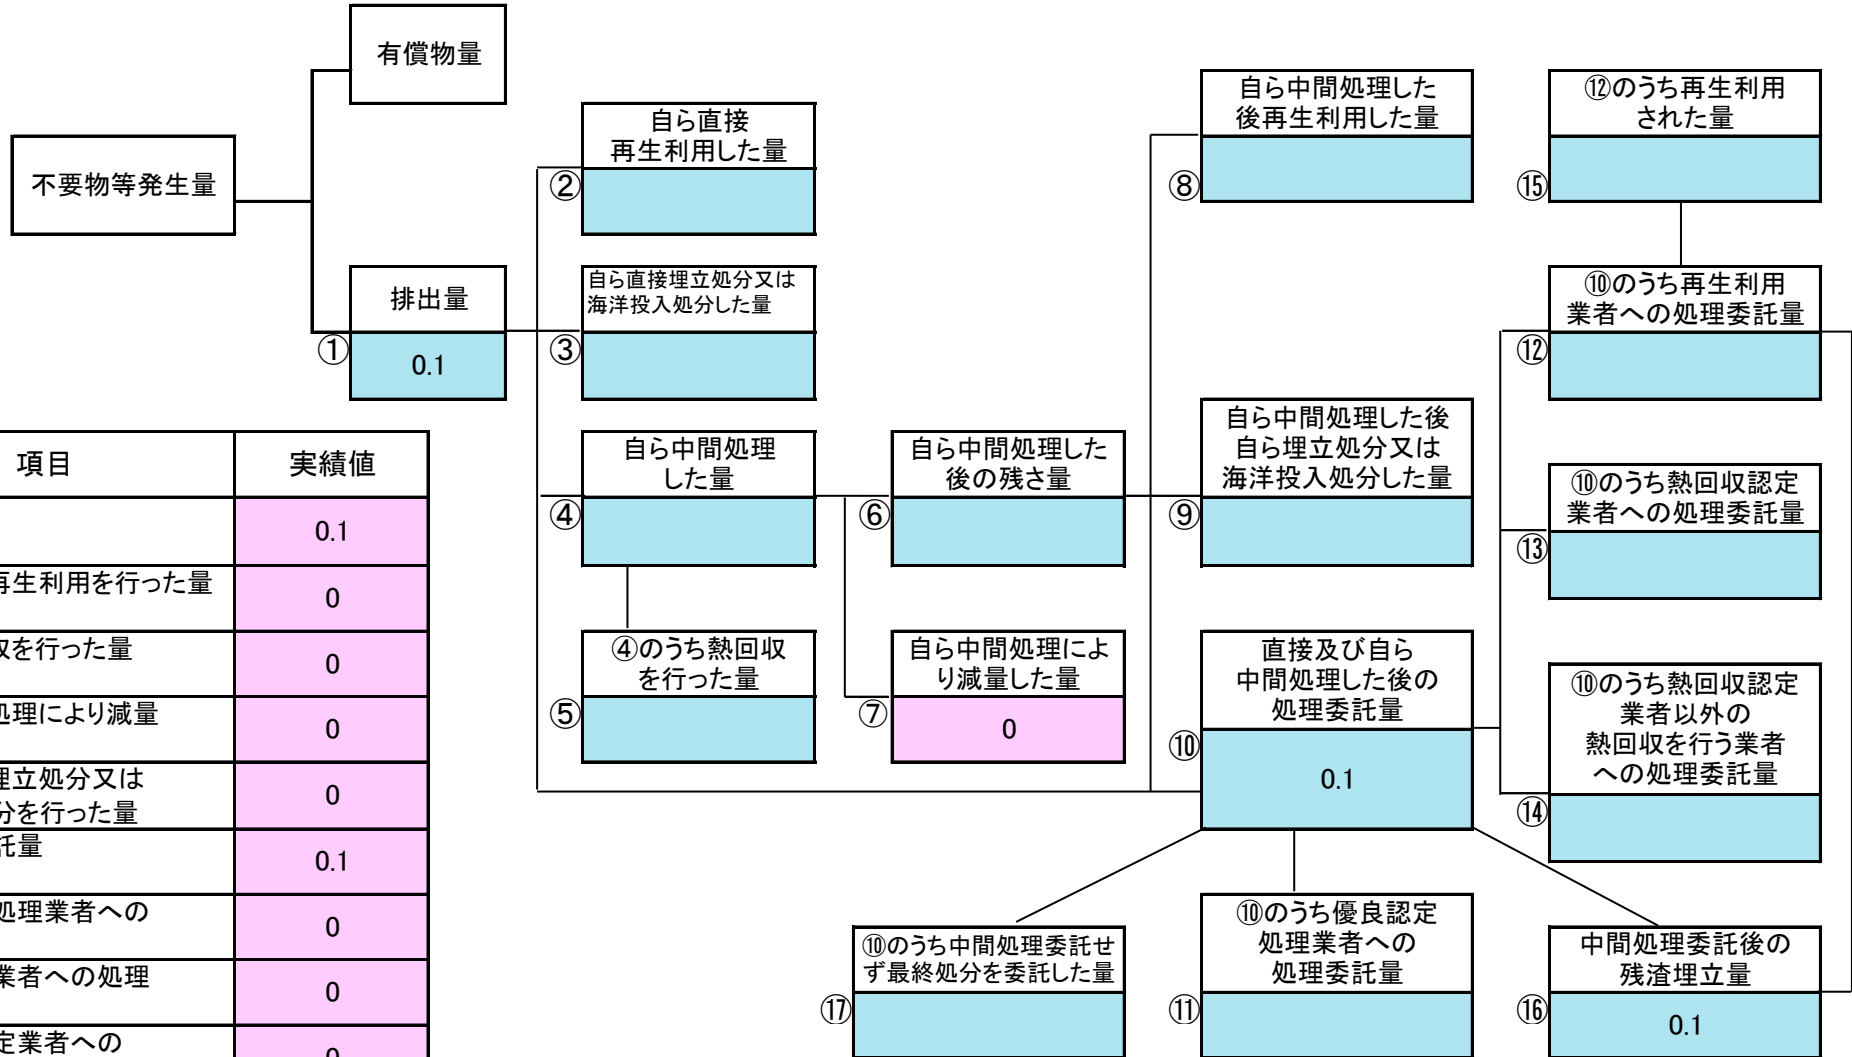 有償物量
不要物等発生量
排出量
①
0.1
自ら直接
再生利用した量
②
自ら直接埋立処分又は
海洋投入処分した量
③
自ら中間処理
した量
④
④のうち熱回収
を行った量
⑤
自ら中間処理した
後の残さ量
⑥
自ら中間処理によ
り減量した量
⑦
0
自ら中間処理した
後再生利用した量
⑧
自ら中間処理した後
自ら埋立処分又は
海洋投入処分した量
⑨
直接及び自ら
中間処理した後の
処理委託量
⑩
0.1
⑫のうち再生利用
された量
⑮
⑩のうち再生利用
業者への処理委託量
⑫
⑩のうち熱回収認定
業者への処理委託量
⑬
⑩のうち熱回収認定
業者以外の
熱回収を行う業者
への処理委託量
⑭
⑩のうち中間処理委託せ
ず最終処分を委託した量
⑰
⑩のうち優良認定
処理業者への
処理委託量
⑪
中間処理委託後の
残渣埋立量
⑯
0.1
項目 実績値
0.1
再生利用を行った量 0
を行った量 0
処理により減量 0
埋立処分又は
分を行った量 0
託量 0.1
処理業者への 0
業者への処理 0
定業者への 0